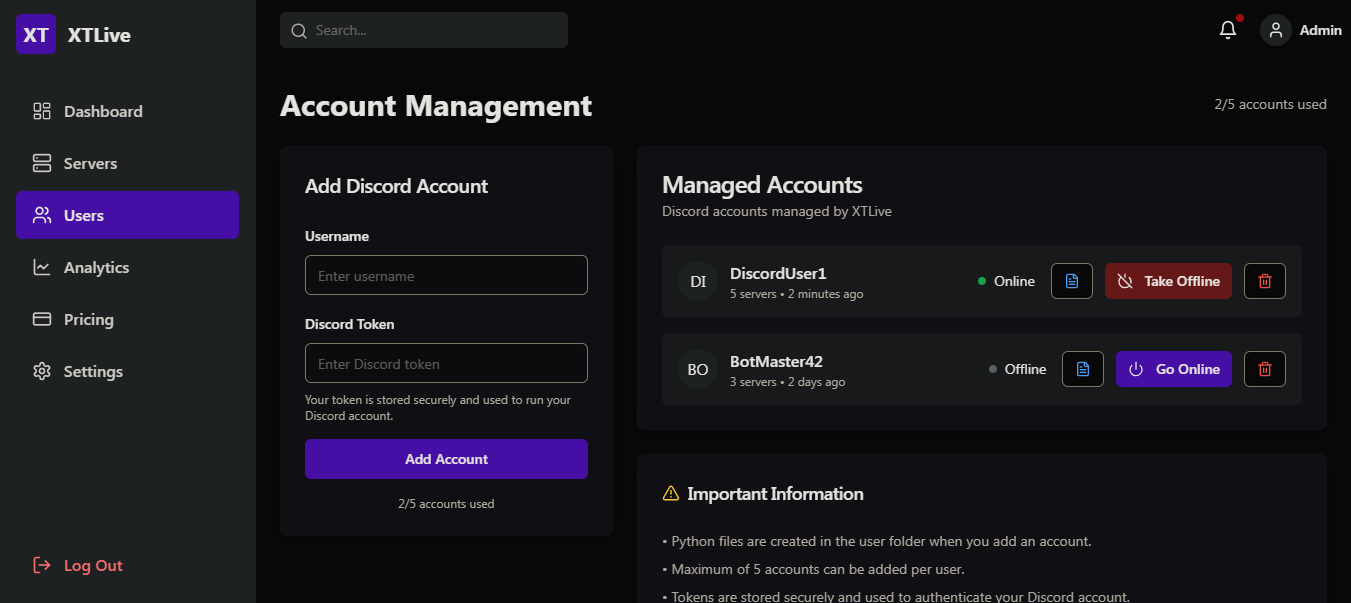 XT XTLive
Dashboard
Servers
Users
Analytics
Pricing
Settings
Log Out
Search...
Admin
Account Management
2/5 accounts used
Add Discord Account
Username
Enter username
Discord Token
Enter Discord token
Your token is stored securely and used to run your
Discord account.
Add Account
2/5 accounts used
Managed Accounts
Discord accounts managed by XTLive
DI
DiscordUser1
5 servers • 2 minutes ago
Online
Take Offline
BO
BotMaster42
3 servers • 2 days ago
Offline
Go Online
Important Information
• Python files are created in the user folder when you add an account.
• Maximum of 5 accounts can be added per user.
• Tokens are stored securely and used to authenticate your Discord account.